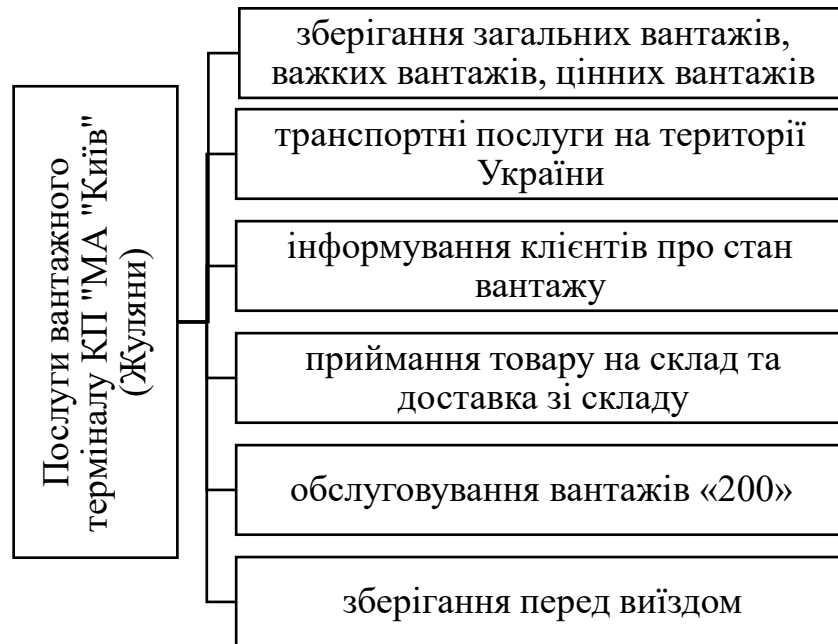 Послуги вантажного
терміналу КП "МА "Київ"
(Жуляни)
зберігання загальних вантажів,
важких вантажів, цінних вантажів
транспортні послуги на території
України
інформування клієнтів про стан
вантажу
приймання товару на склад та
доставка зі складу
обслуговування вантажів «200»
зберігання перед виїздом